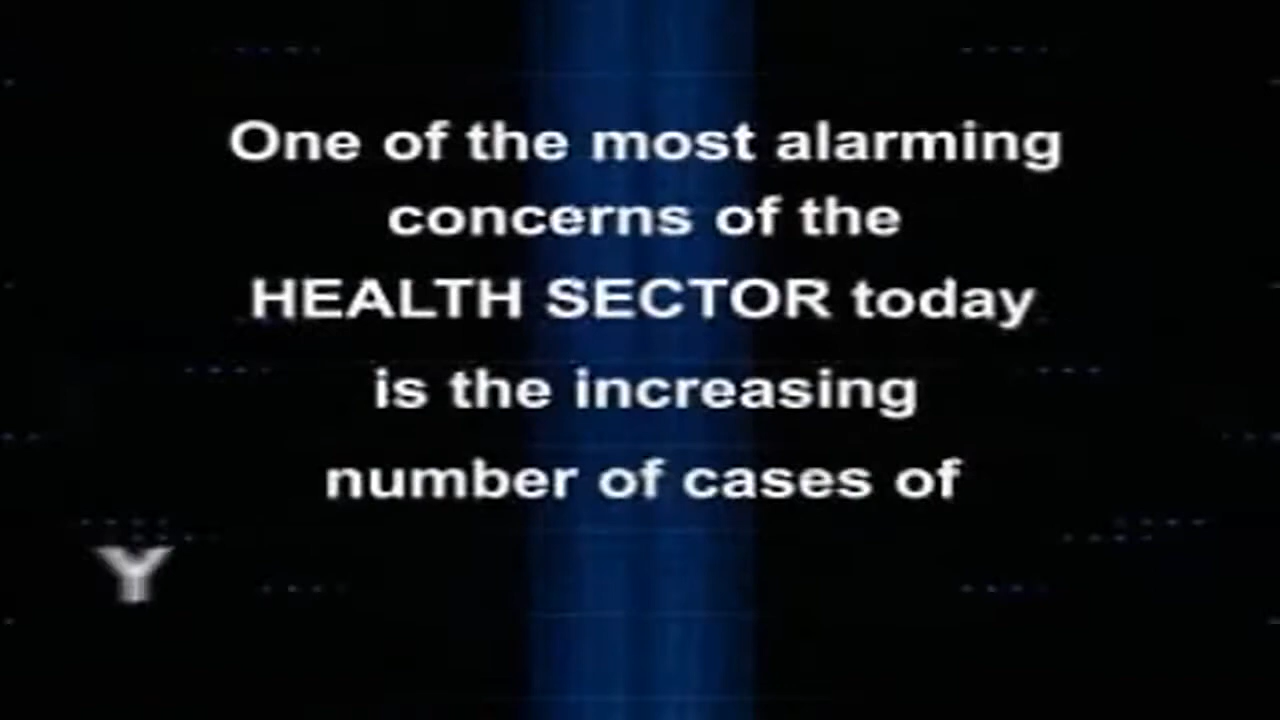 One of the most alarming
concerns of the
HEALTH SECTOR today
is the increasing
number of cases of
Y